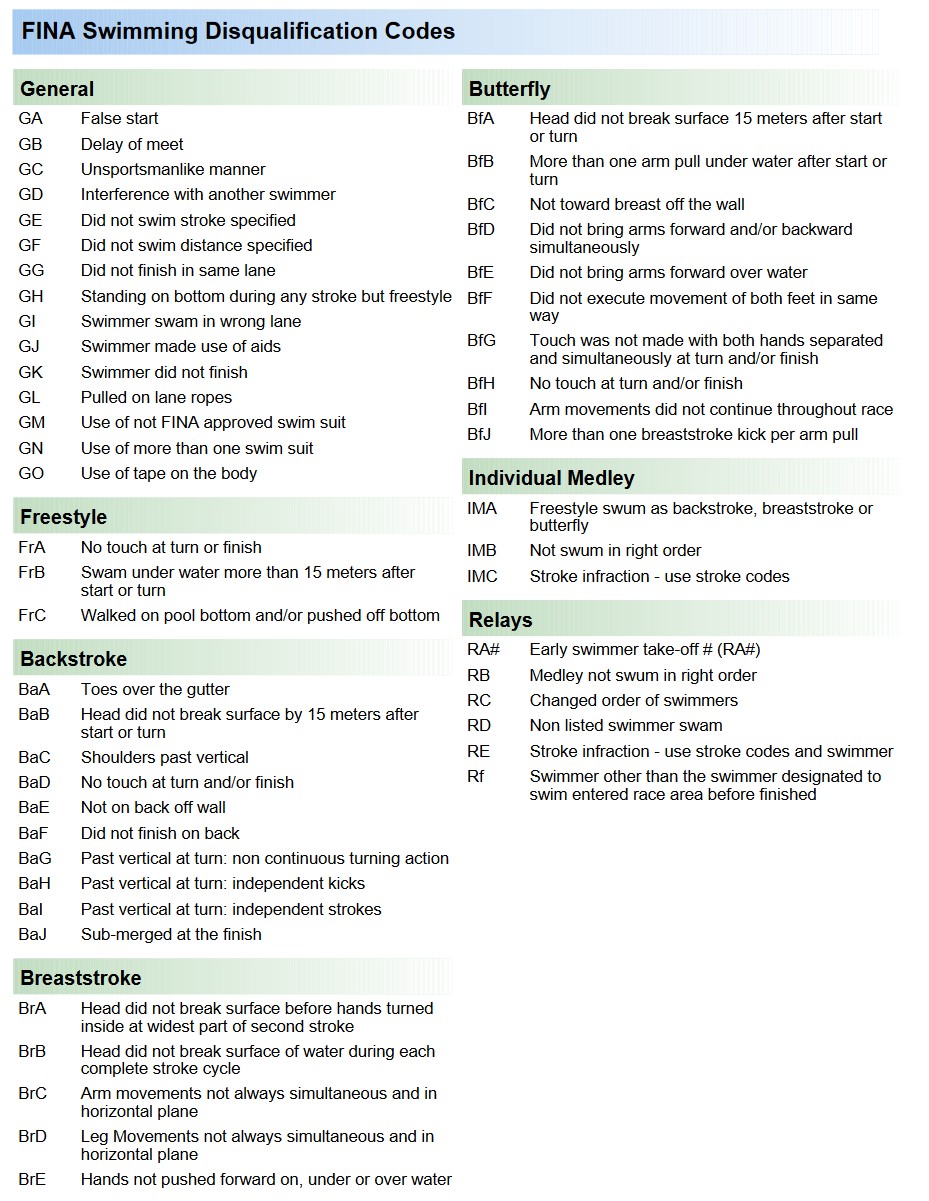 FINA Swimming Disqualification Codes
General
GA False start
GB Delay of meet
GC Unsportsmanlike manner
GD Interference with another swimmer
GE Did not swim stroke specified
GF Did not swim distance specified
GG Did not finish in same lane
GH Standing on bottom during any stroke but freestyle
GI Swimmer swam in wrong lane
GJ Swimmer made use of aids
GK Swimmer did not finish
GL Pulled on lane ropes
GM Use of not FINA approved swim suit
GN Use of more than one swim suit
GO Use of tape on the body
Freestyle
FrA No touch at turn or finish
FrB Swam under water more than 15 meters after
start or turn
FrC Walked on pool bottom and/or pushed off bottom
Backstroke
BaA Toes over the gutter
BaB Head did not break surface by 15 meters after
start or turn
BaC Shoulders past vertical
BaD No touch at turn and/or finish
BaE Not on back off wall
BaF Did not finish on back
BaG Past vertical at turn: non continuous turning action
BaH Past vertical at turn: independent kicks
BaI Past vertical at turn: independent strokes
BaJ Sub-merged at the finish
Breaststroke
BrA Head did not break surface before hands turned
inside at widest part of second stroke
BrB Head did not break surface of water during each
complete stroke cycle
BrC Arm movements not always simultaneous and in
horizontal plane
BrD Leg Movements not always simultaneous and in
horizontal plane
BrE Hands not pushed forward on, under or over water
Butterfly
BfA Head did not break surface 15 meters after start
or turn
BfB More than one arm pull under water after start or
turn
BfC Not toward breast off the wall
BfD Did not bring arms forward and/or backward
simultaneously
BfE Did not bring arms forward over water
BfF Did not execute movement of both feet in same
way
BfG Touch was not made with both hands separated
and simultaneously at turn and/or finish
BfH No touch at turn and/or finish
BfI Arm movements did not continue throughout race
BfJ More than one breaststroke kick per arm pull
Individual Medley
IMA Freestyle swum as backstroke, breaststroke or
butterfly
IMB Not swum in right order
IMC Stroke infraction - use stroke codes
Relays
RA# Early swimmer take-off # (RA#)
RB Medley not swum in right order
RC Changed order of swimmers
RD Non listed swimmer swam
RE Stroke infraction - use stroke codes and swimmer
Rf Swimmer other than the swimmer designated to
swim entered race area before finished